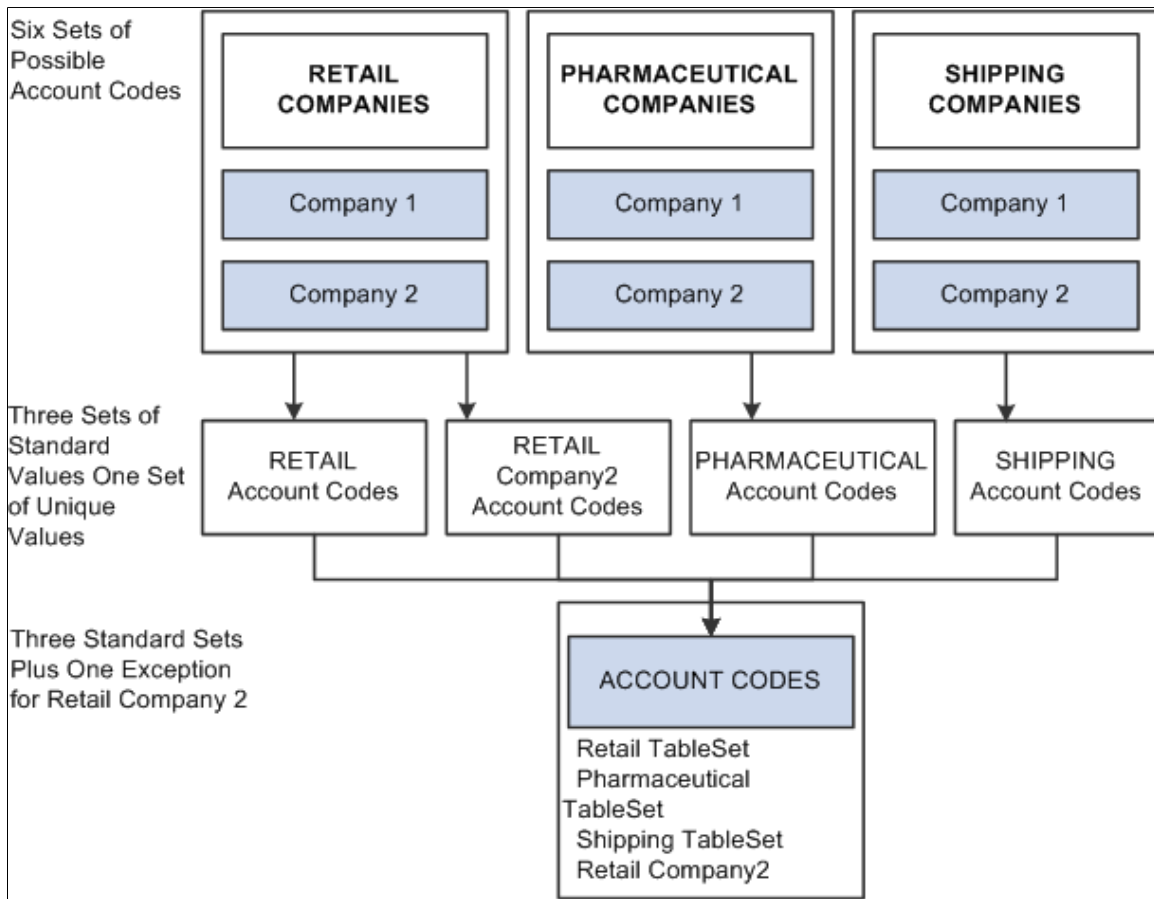 Six Sets of
Possible
Account Codes
RETAIL
COMPANIES
Company 1
Company 2
PHARMACEUTICAL
COMPANIES
Company 1
Company 2
SHIPPING
COMPANIES
Company 1
Company 2
Three Sets of
Standard
Values One Set
of Unique
Values
RETAIL
Account Codes
RETAIL
Company2
Account Codes
PHARMACEUTICAL
Account Codes
SHIPPING
Account Codes
Three Standard Sets
Plus One Exception
for Retail Company 2
ACCOUNT CODES
Retail TableSet
Pharmaceutical
TableSet
Shipping TableSet
Retail Company2